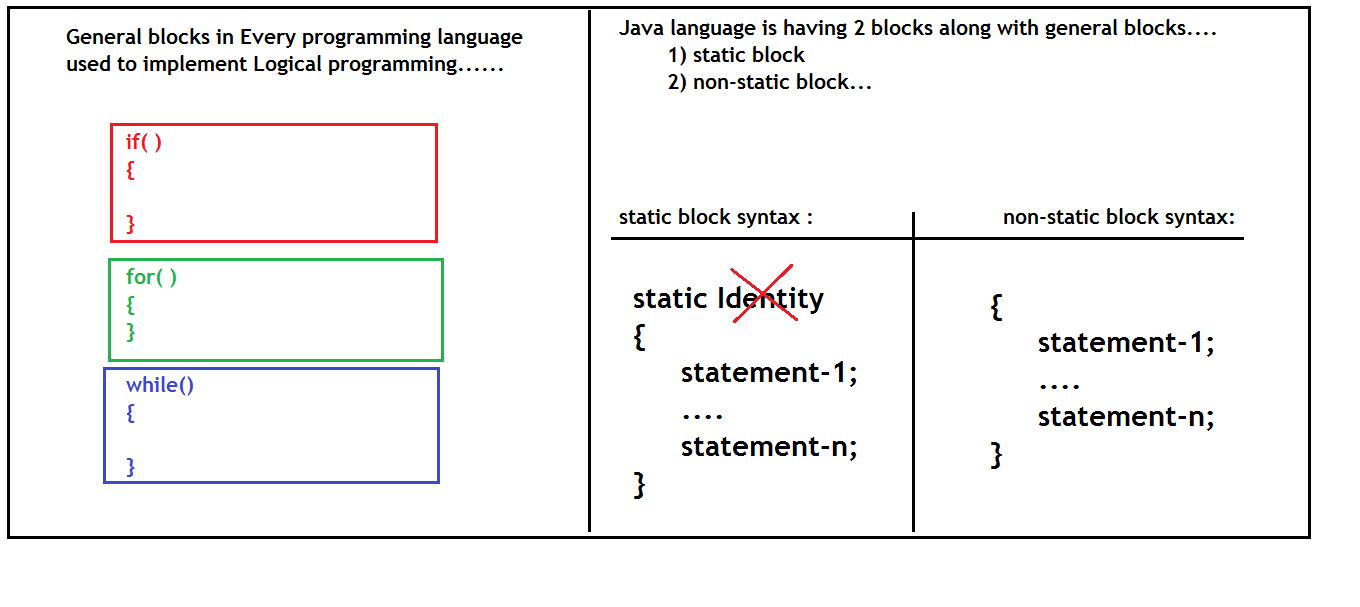 General blocks in Every programming language
used to implement Logical programming......
if( )
{
}
for( )
{
}
while()
{
}
Java language is having 2 blocks along with general blocks....
1) static block
2) non-static block...
static block syntax :
static Identity
{
statement-1;
....
statement-n;
}
non-static block syntax:
{
statement-1;
....
statement-n;
}